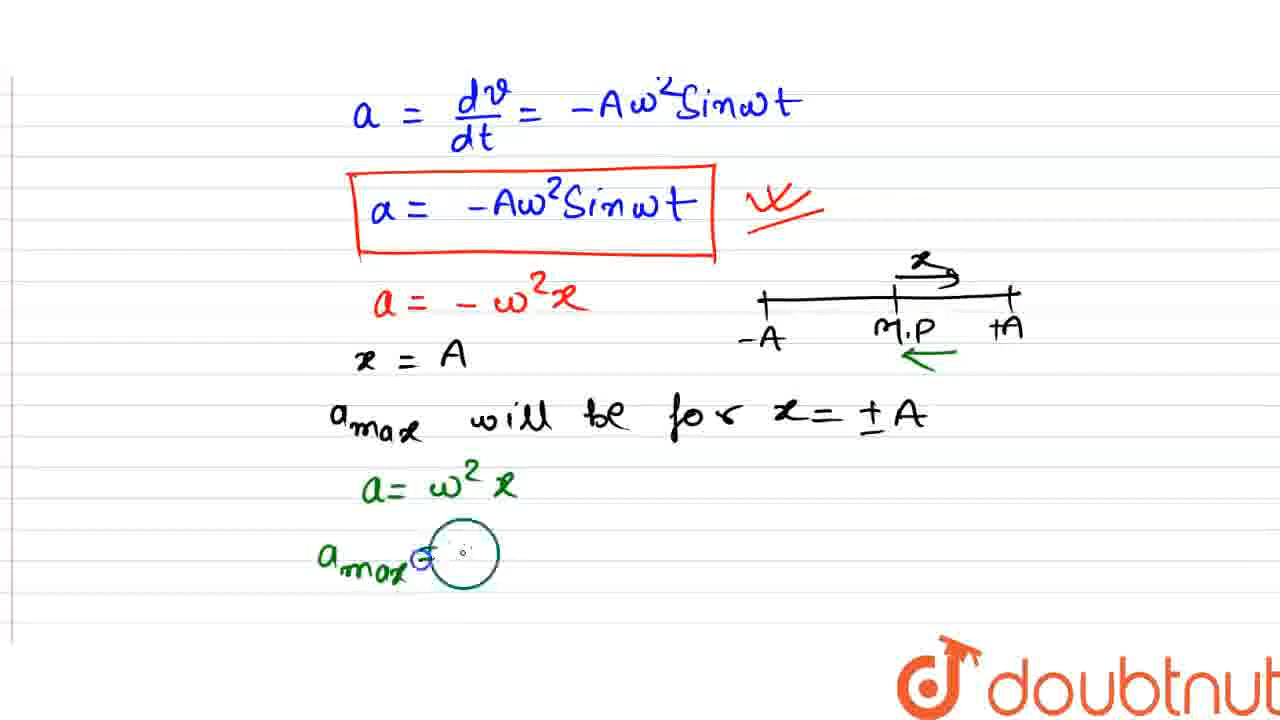 a = dv/dt = -Aω²Sinωt
a = -Aω²Sinωt
a = -ω²x
x
-A M.P +A
x = A
a_max will be for x = ±A
a = ω²x
a_max =
doubtnut